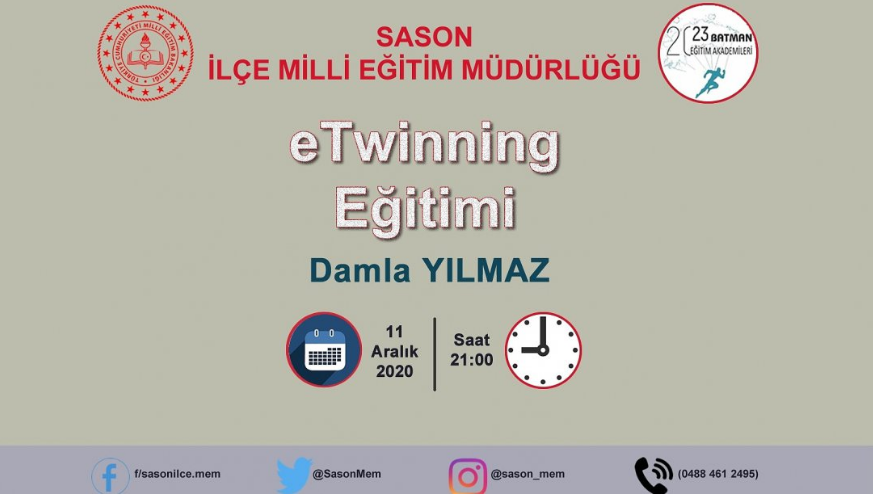 TÜRKİYE CUMHURİYETİ MİLLÎ EĞİTİM BAKANLIĞI
SASON
İLÇE MİLLİ EĞİTİM MÜDÜRLÜĞÜ
2023 BATMAN
EĞİTİM AKADEMİLERİ
eTwinning
Eğitimi
Damla YILMAZ
11
Aralık
2020
Saat
21:00
f/sasonilce.mem
@SasonMem
@sason_mem
(0488 461 2495)